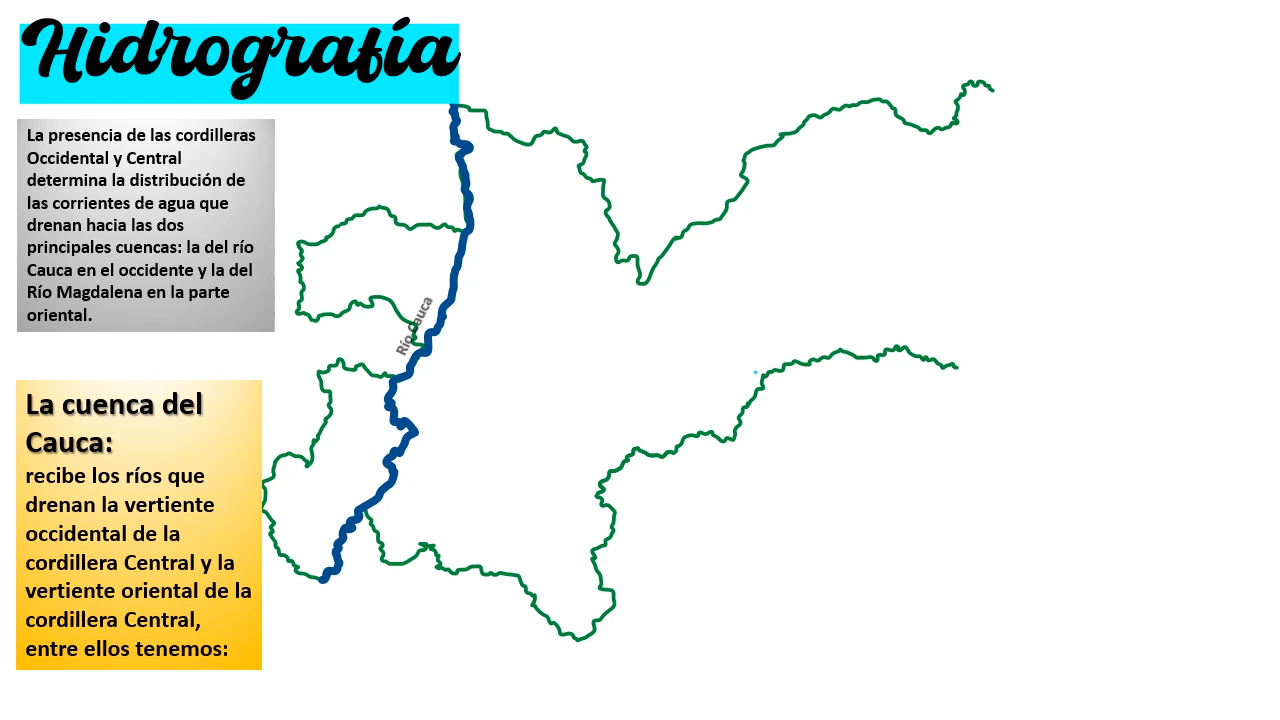 Hidrografía
La presencia de las cordilleras
Occidental y Central
determina la distribución de
las corrientes de agua que
drenan hacia las dos
principales cuencas: la del río
Cauca en el occidente y la del
Río Magdalena en la parte
oriental.
Río Cauca
La cuenca del
Cauca:
recibe los ríos que
drenan la vertiente
occidental de la
cordillera Central y la
vertiente oriental de la
cordillera Central,
entre ellos tenemos: